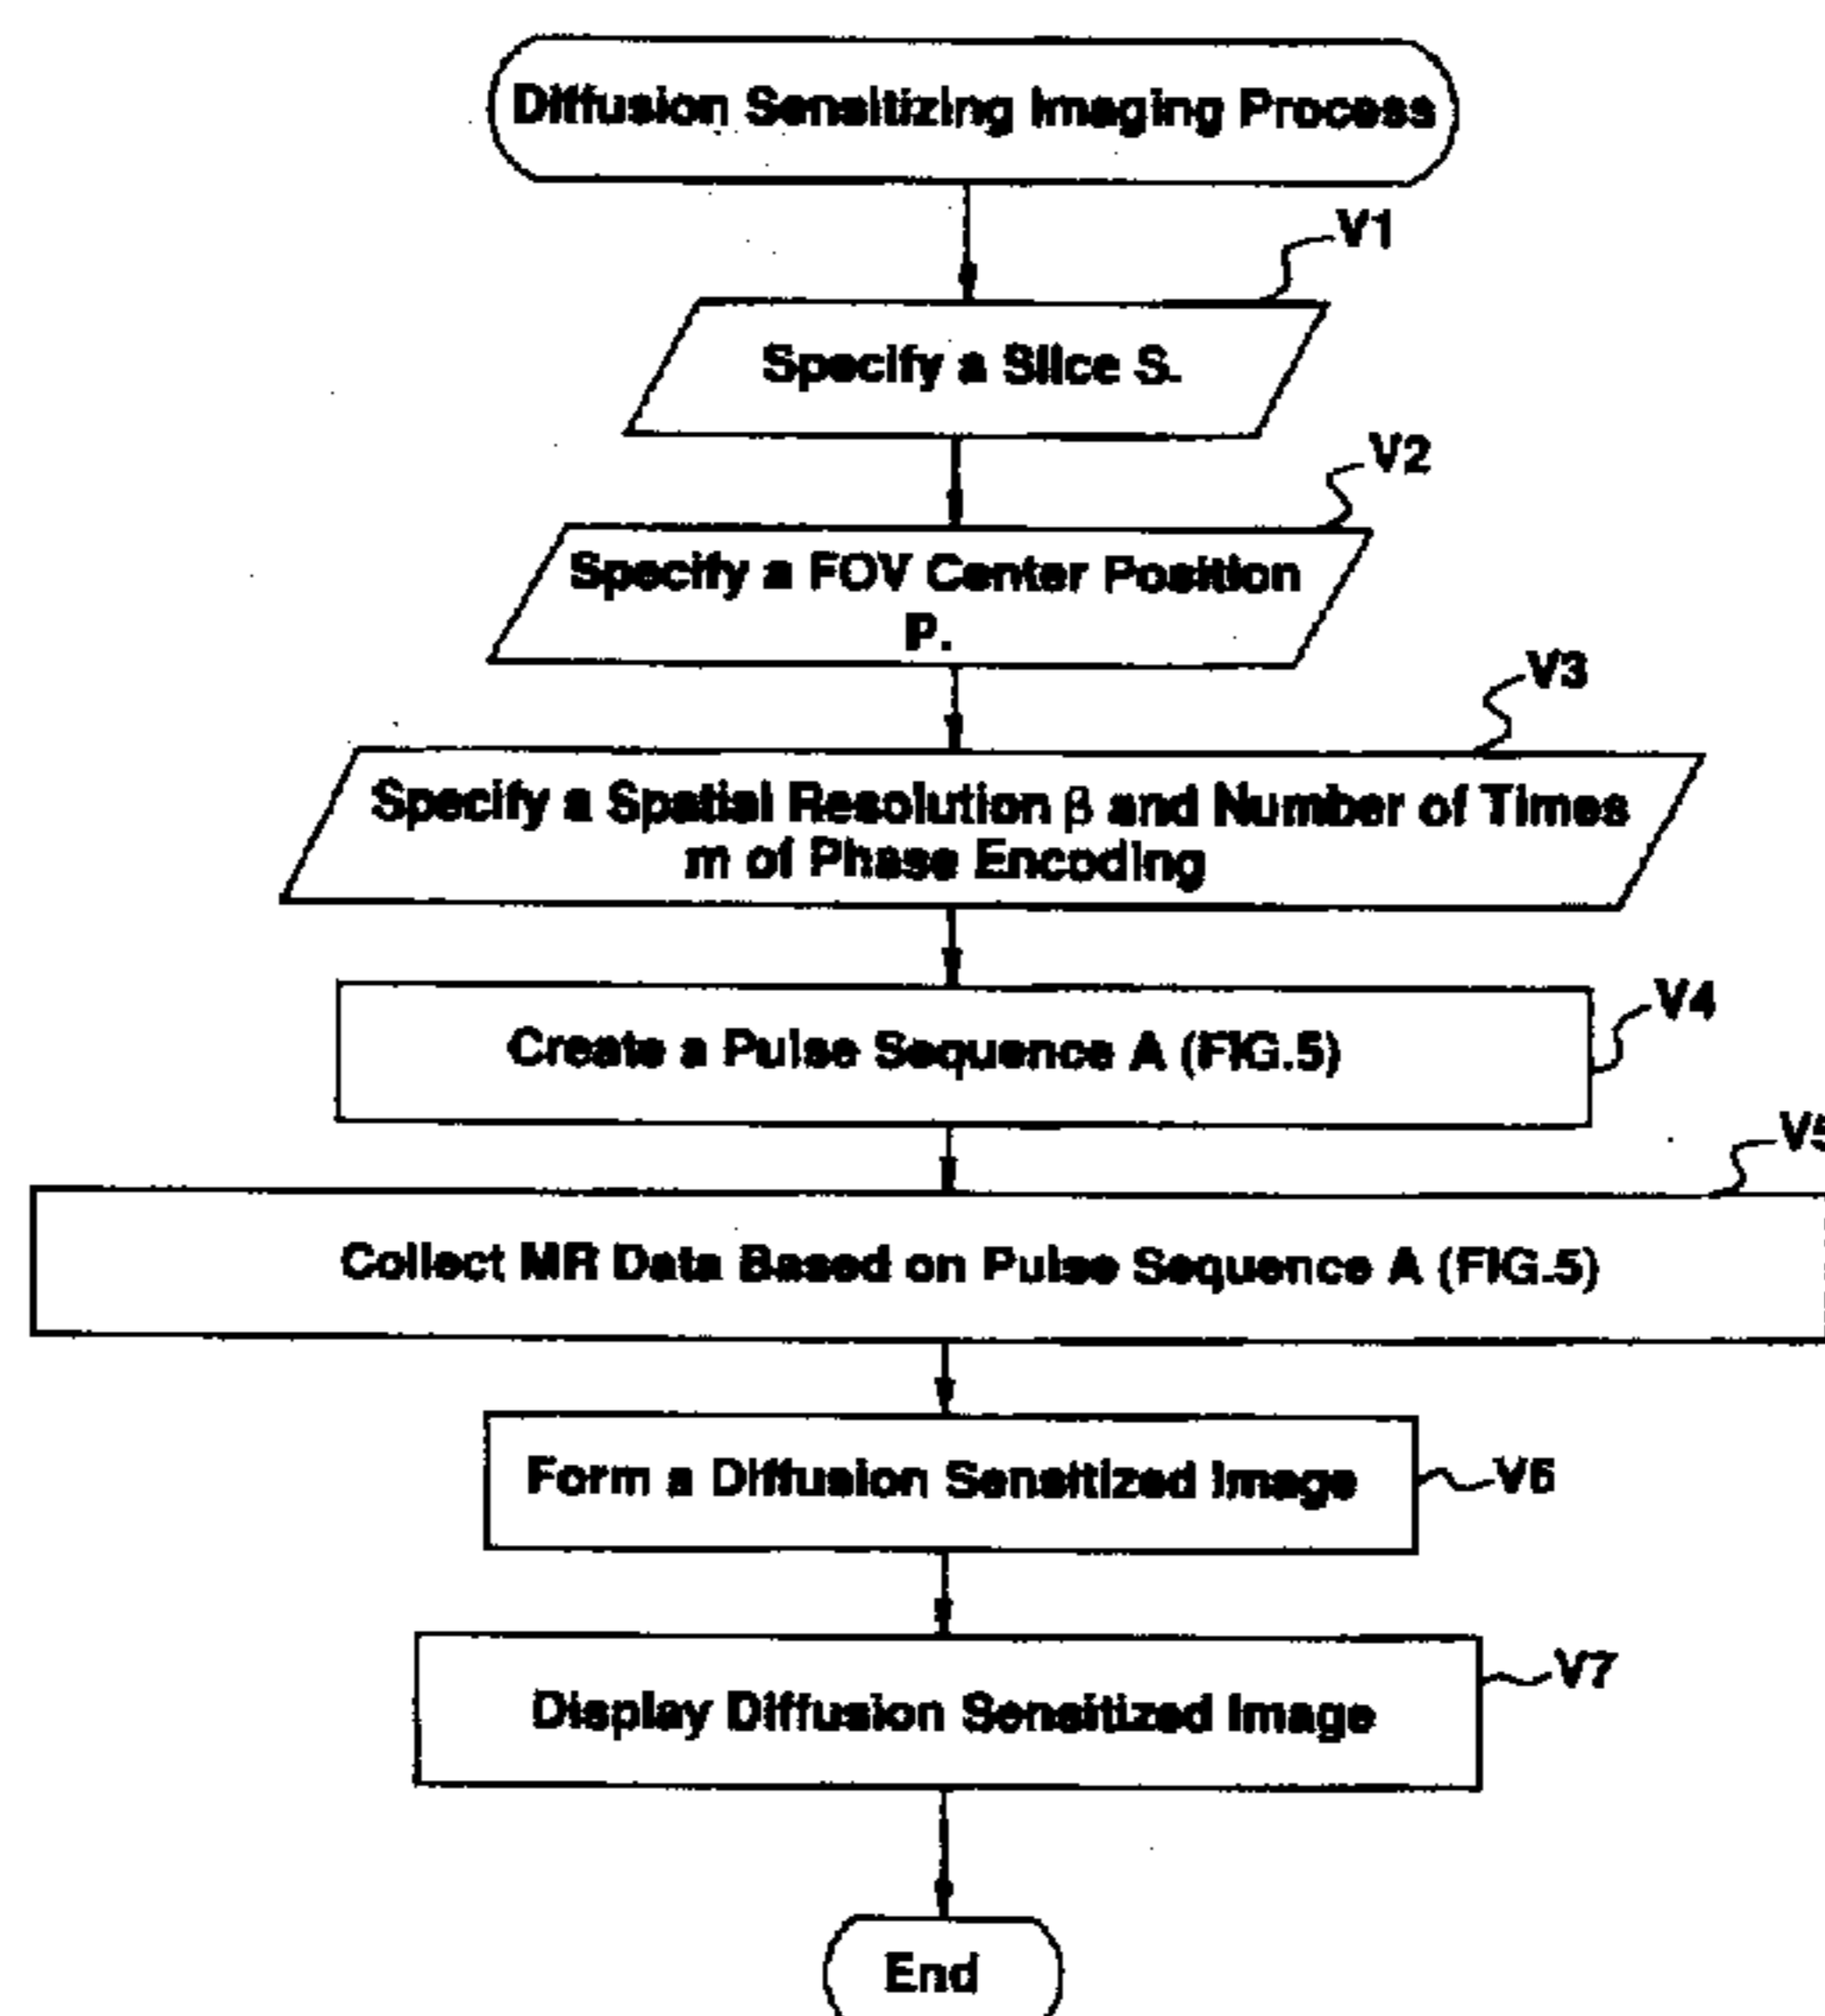 Diffusion Sensitizing Imaging Process
V1
Specify a Slice S.
V2
Specify a FOV Center Position
P.
V3
Specify a Spatial Resolution β and Number of Times
m of Phase Encoding
V4
Create a Pulse Sequence A (FIG.5)
V5
Collect MR Data Based on Pulse Sequence A (FIG.5)
Form a Diffusion Sensitized Image
V6
V7
Display Diffusion Sensitized Image
End